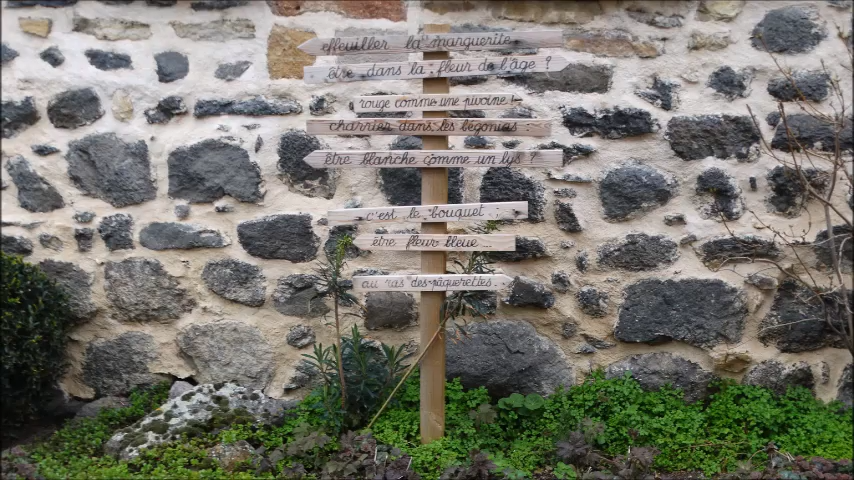 effeuiller la marguerite
être dans la fleur de l'âge ?
rouge comme une pivoine !
charrier dans les bégonias :
être blanche comme un lys ?
c'est le bouquet
être fleur bleue ...
au ras des pâquerettes.